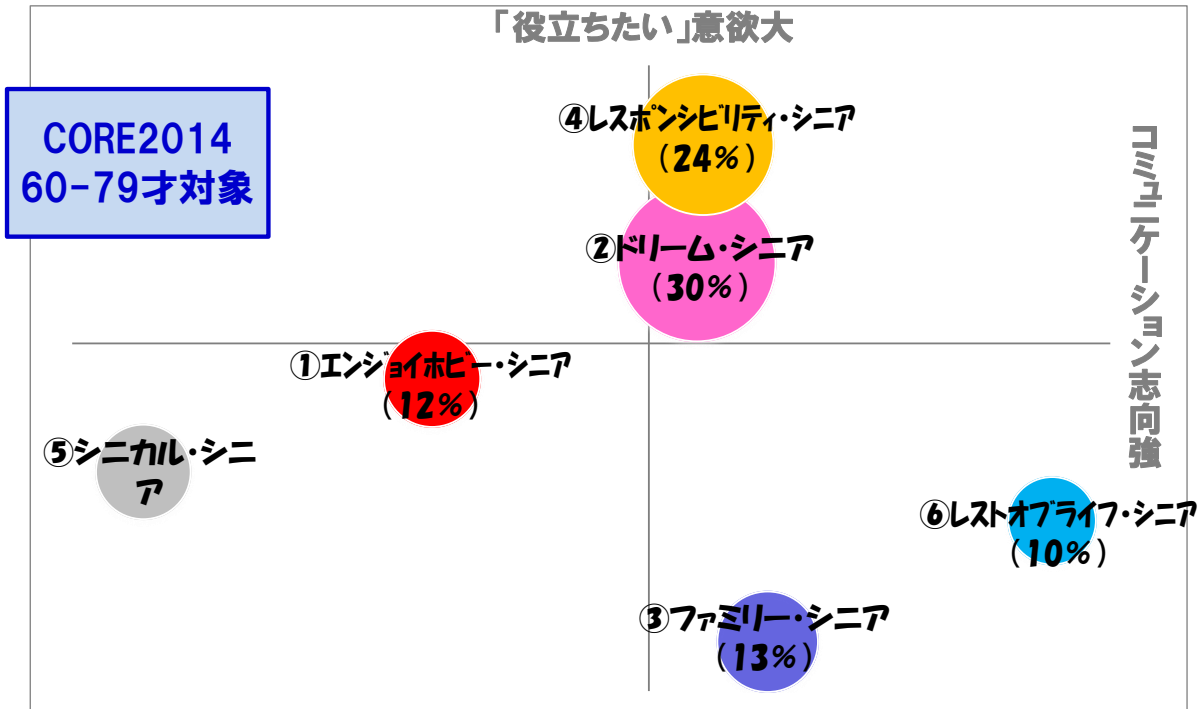 「役立ちたい」意欲大
CORE2014
60-79才対象
④レスポンシビリティ・シニア
(24%)
コミュニケーション志向強
②ドリーム・シニア
(30%)
①エンジョイホビー・シニア
(12%)
⑤シニカル・シニ
ア
⑥レストオブライフ・シニア
(10%)
③ファミリー・シニア
(13%)